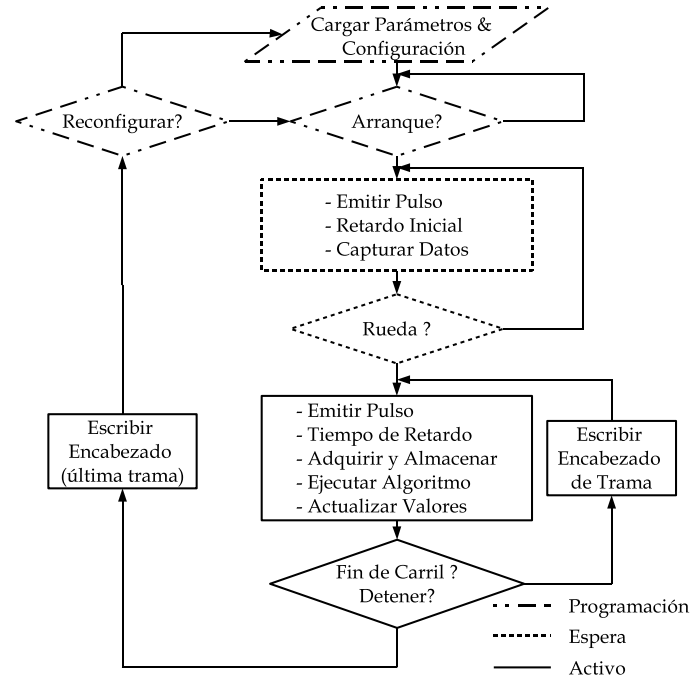 Cargar Parámetros &
Configuración
Reconfigurar?
Arranque?
- Emitir Pulso
- Retardo Inicial
- Capturar Datos
Rueda ?
- Emitir Pulso
- Tiempo de Retardo
- Adquirir y Almacenar
- Ejecutar Algoritmo
- Actualizar Valores
Escribir
Encabezado
(última trama)
Escribir
Encabezado
de Trama
Fin de Carril ?
Detener?
Programación
Espera
Activo